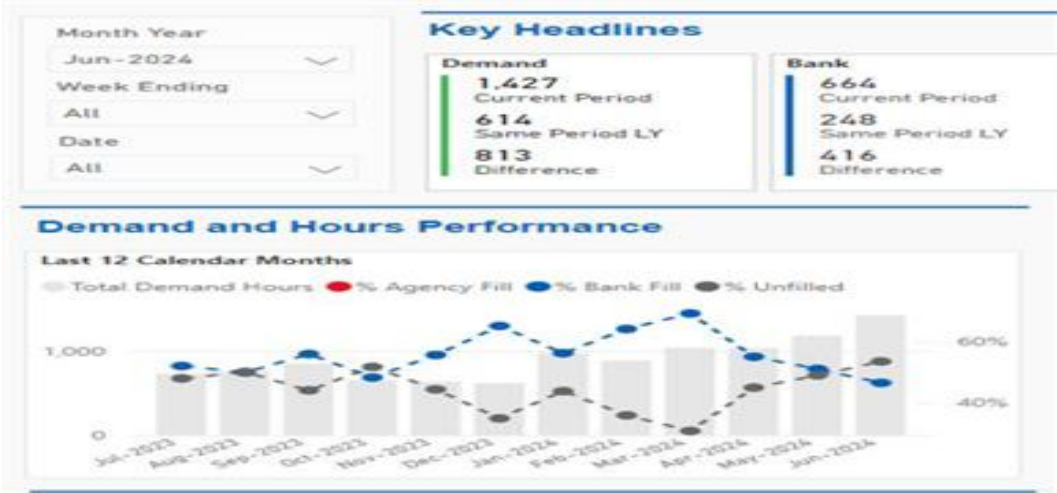 Month Year
Jun-2024
Week Ending
All
Date
All
Key Headlines
Demand
1,427
Current Period
614
Same Period LY
813
Difference
Bank
664
Current Period
248
Same Period LY
416
Difference
Demand and Hours Performance
Last 12 Calendar Months
Total Demand Hours % Agency Fill % Bank Fill % Unfilled
1,000
0
60%
40%
Jul-2023 Aug-2023 Sep-2023 Oct-2023 Nov-2023 Dec-2023 Jan-2024 Feb-2024 Mar-2024 Apr-2024 May-2024 Jun-2024